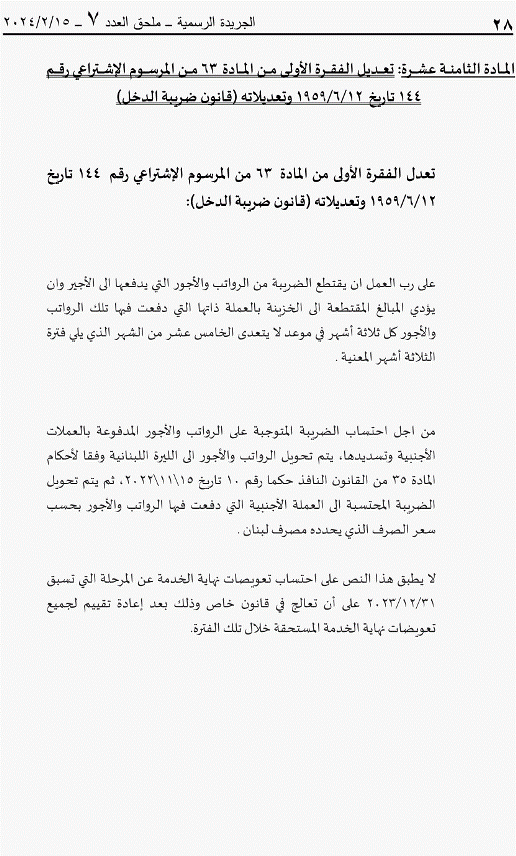 ٢٨ الجريدة الرسمية ــ ملحق العدد ٧ ــ ٢٠٢٤/٢/١٥
المادة الثامنة عشرة: تعديل الفقرة الأولى من المادة ٦٣ من المرسوم الإشتراعي رقم
١٤٤ تاريخ ١٩٥٩/٦/١٢ وتعديلاته (قانون ضريبة الدخل)
تعدل الفقرة الأولى من المادة ٦٣ من المرسوم الإشتراعي رقم ١٤٤ تاريخ
١٩٥٩/٦/١٢ وتعديلاته (قانون ضريبة الدخل):
على رب العمل ان يقتطع الضريبة من الرواتب والأجور التي يدفعها الى الأجير وان
يؤدي المبالغ المقتطعة الى الخزينة بالعملة ذاتها التي دفعت فيها تلك الرواتب
والأجور كل ثلاثة أشهر في موعد لا يتعدى الخامس عشر من الشهر الذي يلي فترة
الثلاثة أشهر المعنية .
من اجل احتساب الضريبة المتوجبة على الرواتب والأجور المدفوعة بالعملات
الأجنبية وتسديدها، يتم تحويل الرواتب والأجور الى الليرة اللبنانية وفقا لأحكام
المادة ٣٥ من القانون النافذ حكما رقم ١٠ تاريخ ١٥\١١\٢٠٢٢، ثم يتم تحويل
الضريبة المحتسبة الى العملة الأجنبية التي دفعت فيها الرواتب والأجور بحسب
سعر الصرف الذي يحدده مصرف لبنان .
لا يطبق هذا النص على احتساب تعويضات نهاية الخدمة عن المرحلة التي تسبق
٢٠٢٣/١٢/٣١ على أن تعالج في قانون خاص وذلك بعد إعادة تقييم لجميع
تعويضات نهاية الخدمة المستحقة خلال تلك الفترة.